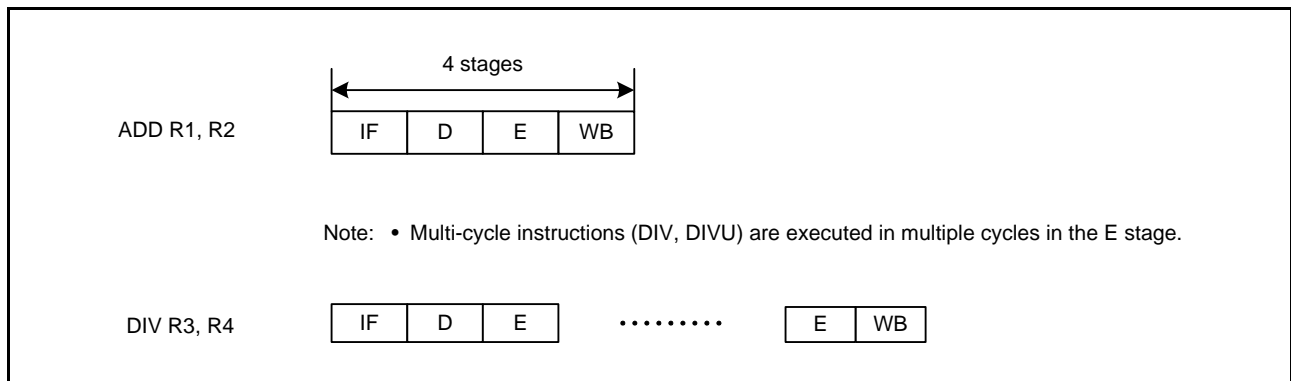 4 stages
ADD R1, R2 IF D E WB
Note: • Multi-cycle instructions (DIV, DIVU) are executed in multiple cycles in the E stage.
DIV R3, R4 IF D E ········· E WB